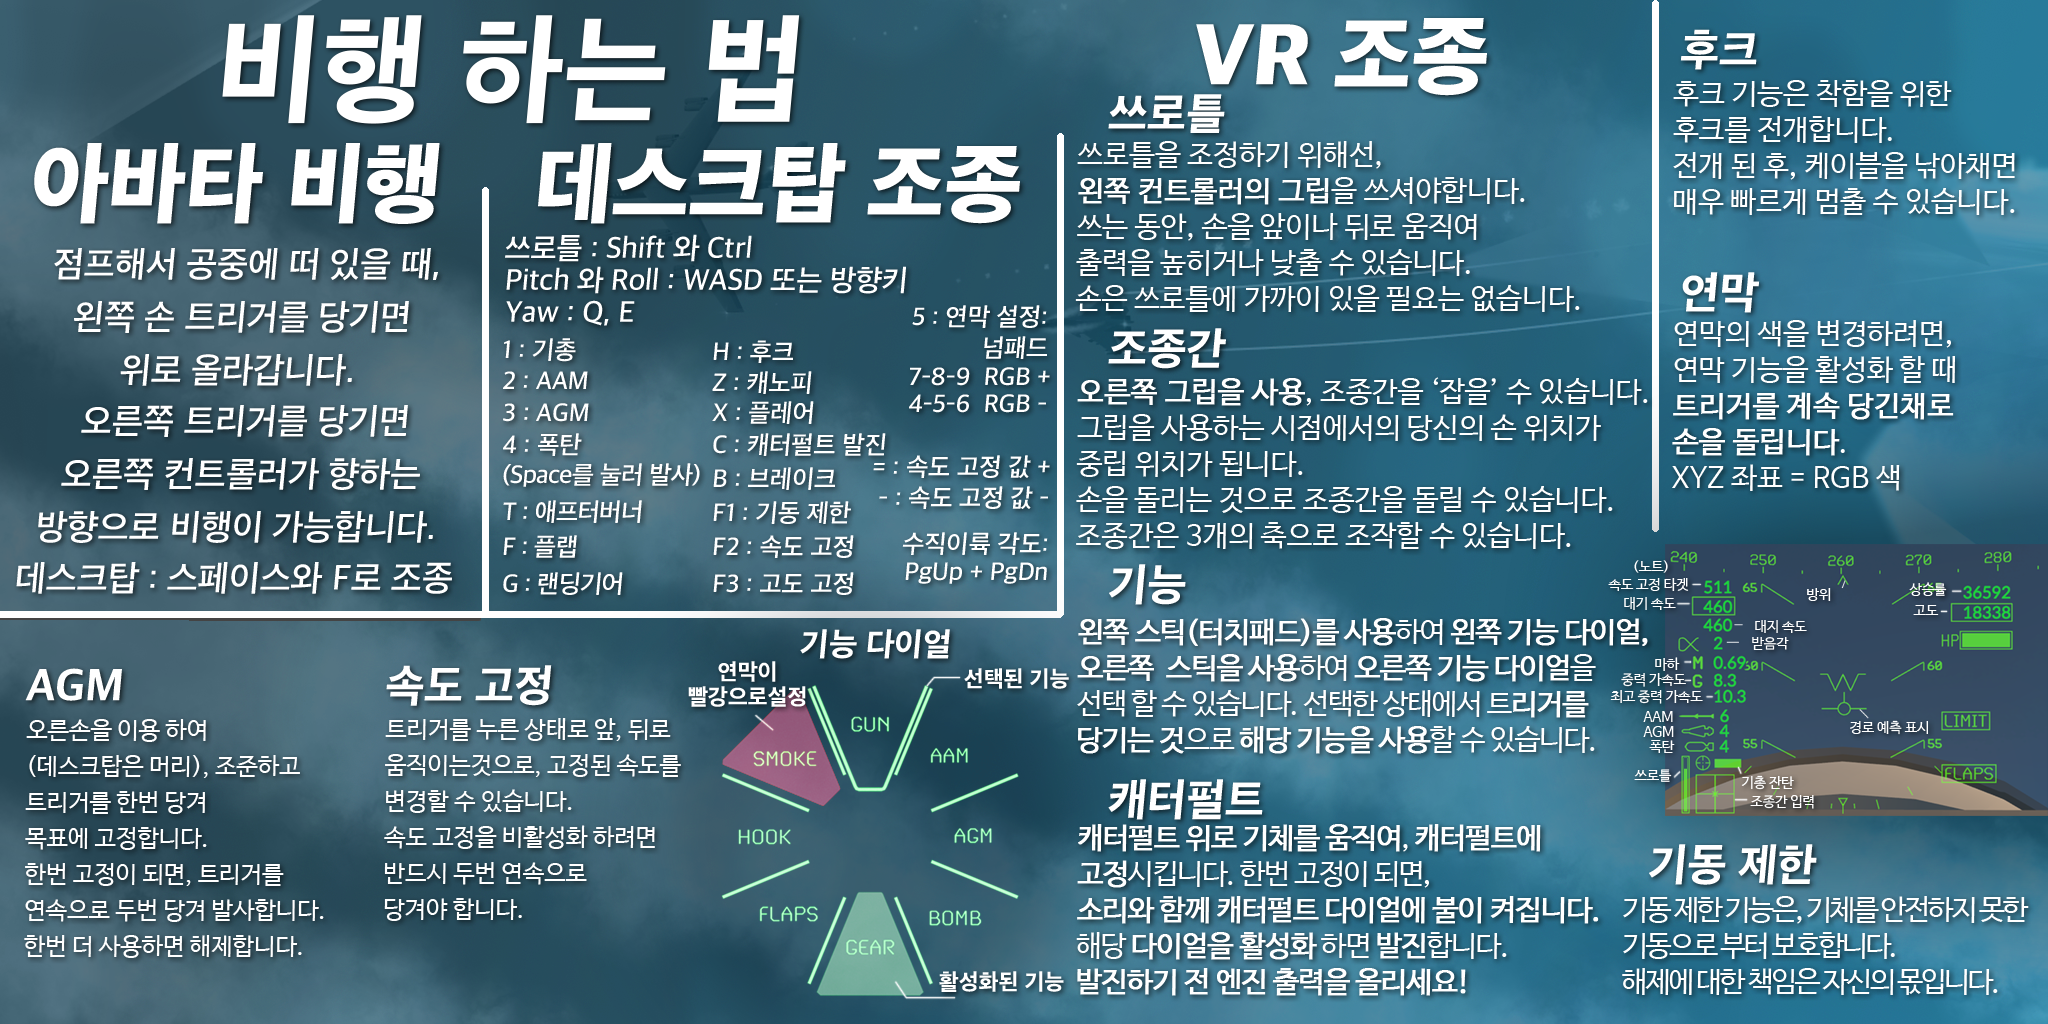 비행 하는 법
아바타 비행
점프해서 공중에 떠 있을 때,
왼쪽 손 트리거를 당기면
위로 올라갑니다.
오른쪽 트리거를 당기면
오른쪽 컨트롤러가 향하는
방향으로 비행이 가능합니다.
데스크탑 : 스페이스와 F로 조종
데스크탑 조종
쓰로틀 : Shift 와 Ctrl
Pitch 와 Roll : WASD 또는 방향키
Yaw : Q, E
1 : 기총
2 : AAM
3 : AGM
4 : 폭탄
(Space를 눌러 발사)
T : 애프터버너
F : 플랩
G : 랜딩기어
H : 후크
Z : 캐노피
X : 플레어
C : 캐터펄트 발진
B : 브레이크
F1 : 기동 제한
F2 : 속도 고정
F3 : 고도 고정
5 : 연막 설정:
넘패드
7-8-9 RGB +
4-5-6 RGB -
= : 속도 고정 값 +
- : 속도 고정 값 -
수직이륙 각도:
PgUp + PgDn
AGM
오른손을 이용 하여
(데스크탑은 머리), 조준하고
트리거를 한번 당겨
목표에 고정합니다.
한번 고정이 되면, 트리거를
연속으로 두번 당겨 발사합니다.
한번 더 사용하면 해제합니다.
속도 고정
트리거를 누른 상태로 앞, 뒤로
움직이는것으로, 고정된 속도를
변경할 수 있습니다.
속도 고정을 비활성화 하려면
반드시 두번 연속으로
당겨야 합니다.
기능 다이얼
연막이
빨강으로설정
선택된 기능
GUN
SMOKE
AAM
HOOK
AGM
FLAPS
BOMB
GEAR
활성화된 기능
VR 조종
쓰로틀
쓰로틀을 조정하기 위해선,
왼쪽 컨트롤러의 그립을 쓰셔야합니다.
쓰는 동안, 손을 앞이나 뒤로 움직여
출력을 높히거나 낮출 수 있습니다.
손은 쓰로틀에 가까이 있을 필요는 없습니다.
조종간
오른쪽 그립을 사용, 조종간을 ‘잡을’ 수 있습니다.
그립을 사용하는 시점에서의 당신의 손 위치가
중립 위치가 됩니다.
손을 돌리는 것으로 조종간을 돌릴 수 있습니다.
조종간은 3개의 축으로 조작할 수 있습니다.
기능
왼쪽 스틱(터치패드)를 사용하여 왼쪽 기능 다이얼,
오른쪽 스틱을 사용하여 오른쪽 기능 다이얼을
선택 할 수 있습니다. 선택한 상태에서 트리거를
당기는 것으로 해당 기능을 사용할 수 있습니다.
캐터펄트
캐터펄트 위로 기체를 움직여, 캐터펄트에
고정시킵니다. 한번 고정이 되면,
소리와 함께 캐터펄트 다이얼에 불이 켜집니다.
해당 다이얼을 활성화 하면 발진합니다.
발진하기 전 엔진 출력을 올리세요!
후크
후크 기능은 착함을 위한
후크를 전개합니다.
전개 된 후, 케이블을 낚아채면
매우 빠르게 멈출 수 있습니다.
연막
연막의 색을 변경하려면,
연막 기능을 활성화 할 때
트리거를 계속 당긴채로
손을 돌립니다.
XYZ 좌표 = RGB 색
240 250 260 270 280
(노트)
속도 고정 타겟 511
대기 속도 460
460 대지 속도
2 받음각
마하 M 0.69
중력 가속도 G 8.3
최고 중력 가속도 10.3
AAM 6
AGM 4
폭탄 4
쓰로틀
65
방위
상승률 -36592
고도 18338
HP
50 60
경로 예측 표시
LIMIT
55 55
FLAPS
기총 잔탄
조종간 입력
기동 제한
기동 제한 기능은, 기체를 안전하지 못한
기동으로 부터 보호합니다.
해제에 대한 책임은 자신의 몫입니다.